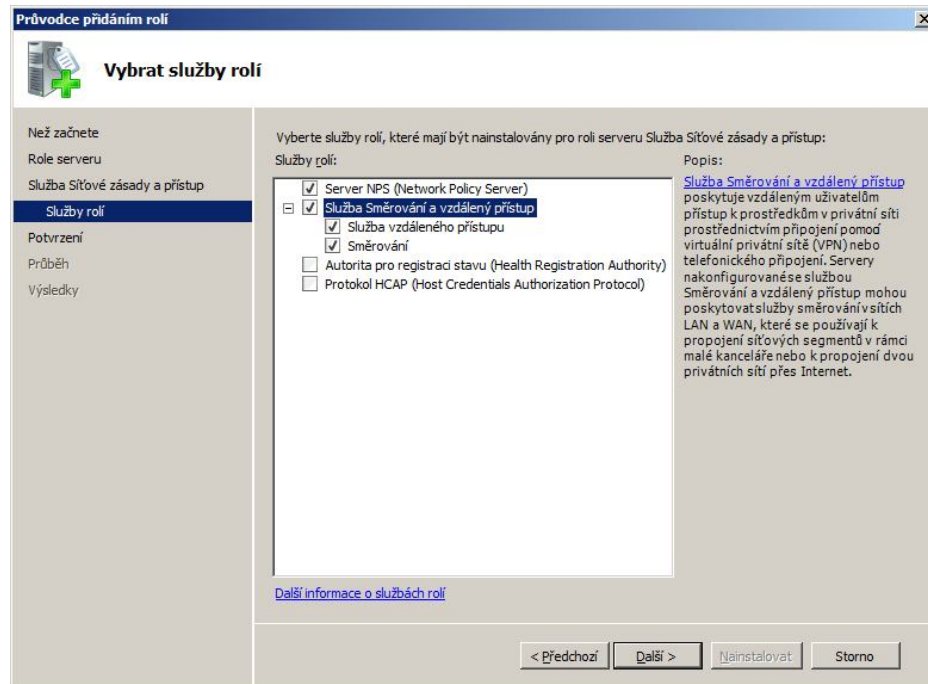 Průvodce přidáním rolí
Vybrat služby rolí
Než začnete
Role serveru
Služba Síťové zásady a přístup
Služby rolí
Potvrzení
Průběh
Výsledky
Vyberte služby rolí, které mají být nainstalovány pro roli serveru Služba Síťové zásady a přístup:
Služby rolí:
Server NPS (Network Policy Server)
Služba Směrování a vzdálený přístup
Služba vzdáleného přístupu
Směrování
Autorita pro registraci stavu (Health Registration Authority)
Protokol HCAP (Host Credentials Authorization Protocol)
Další informace o službách rolí
Popis:
Služba Směrování a vzdálený přístup
poskytuje vzdáleným uživatelům
přístup k prostředkům v privátní síti
prostřednictvím připojení pomocí
virtuální privátní sítě (VPN) nebo
telefonického připojení. Servery
nakonfigurované se službou
Směrování a vzdálený přístup mohou
poskytovat služby směrování v sítích
LAN a WAN, které se používají k
propojení síťových segmentů v rámci
malé kanceláře nebo k propojení dvou
privátních sítí přes Internet.
< Předchozí
Další >
Nainstalovat
Storno